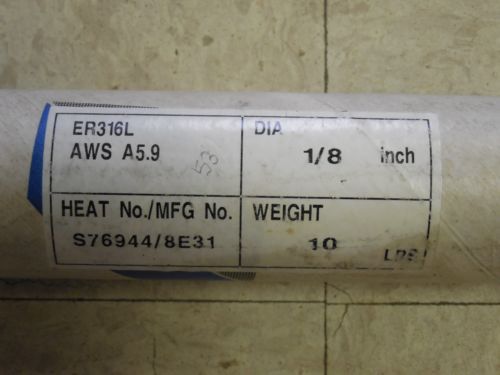 ER316L
AWS A5.9
53
DIA
1/8 inch
HEAT No./MFG No.
S76944/8E31
WEIGHT
10 LBS